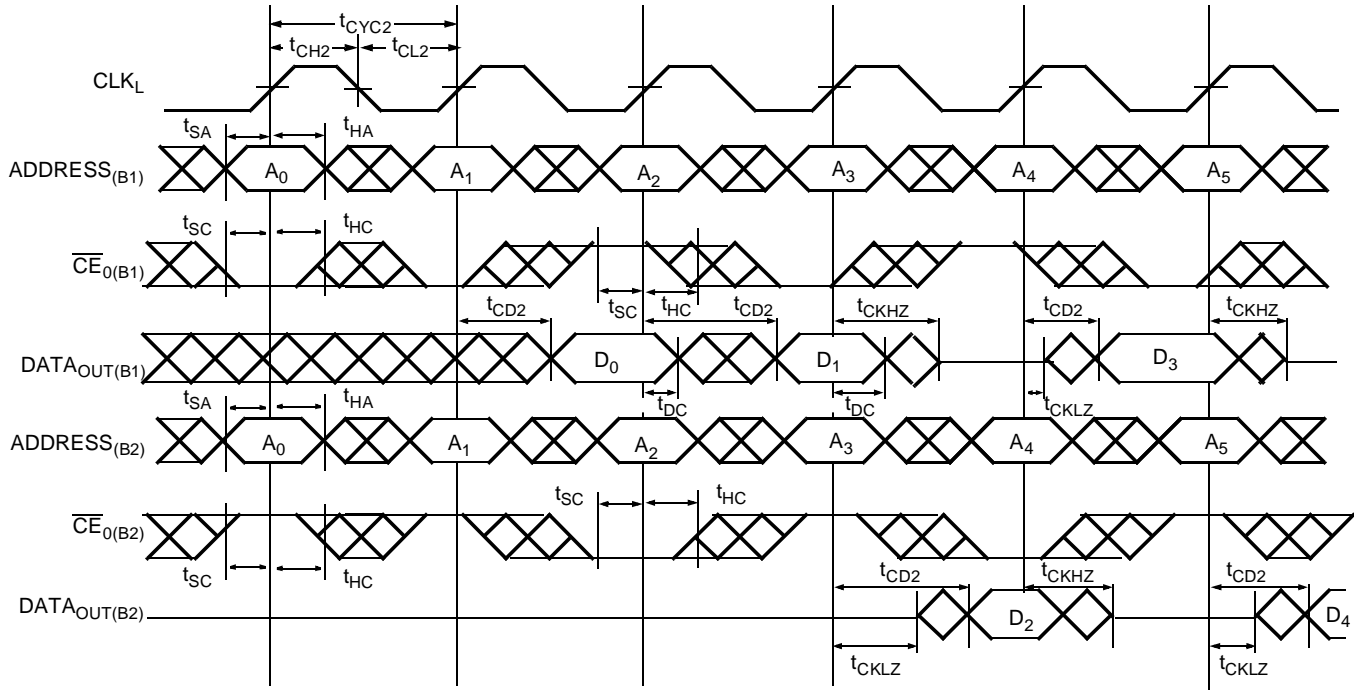 tCYC2
tCH2 tCL2
CLKL
tSA tHA
ADDRESS(B1) A0 A1 A2 A3 A4 A5
tSC tHC
CE0(B1)
tCD2 tSC tHC tCD2 tCKHZ tCD2 tCKHZ
DATAOUT(B1) D0 D1 D3
tSA tHA tDC tDC tCKLZ
ADDRESS(B2) A0 A1 A2 A3 A4 A5
tSC tHC
CE0(B2)
tSC tHC tCD2 tCKHZ tCD2
DATAOUT(B2) D2 D4
tCKLZ tCKLZ